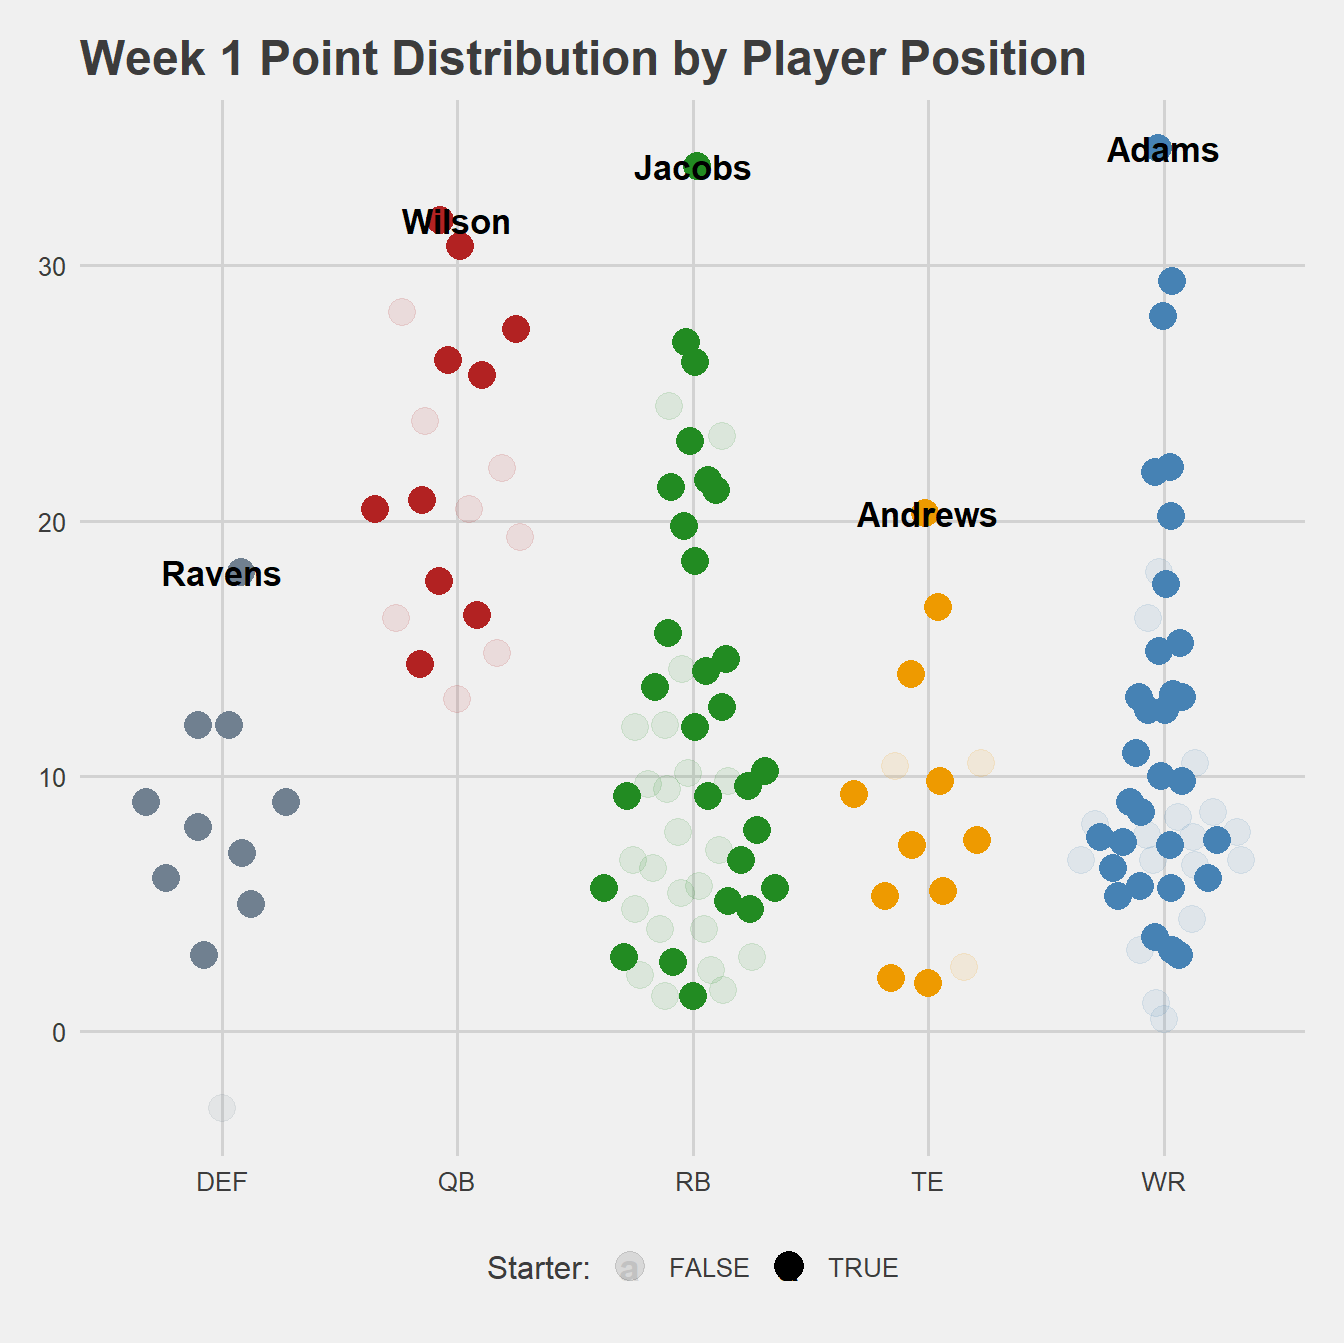 Week 1 Point Distribution by Player Position
Adams
Jacobs
Wilson
30
Andrews
20
Ravens
10
0
DEF QB RB TE WR
Starter: a FALSE a TRUE